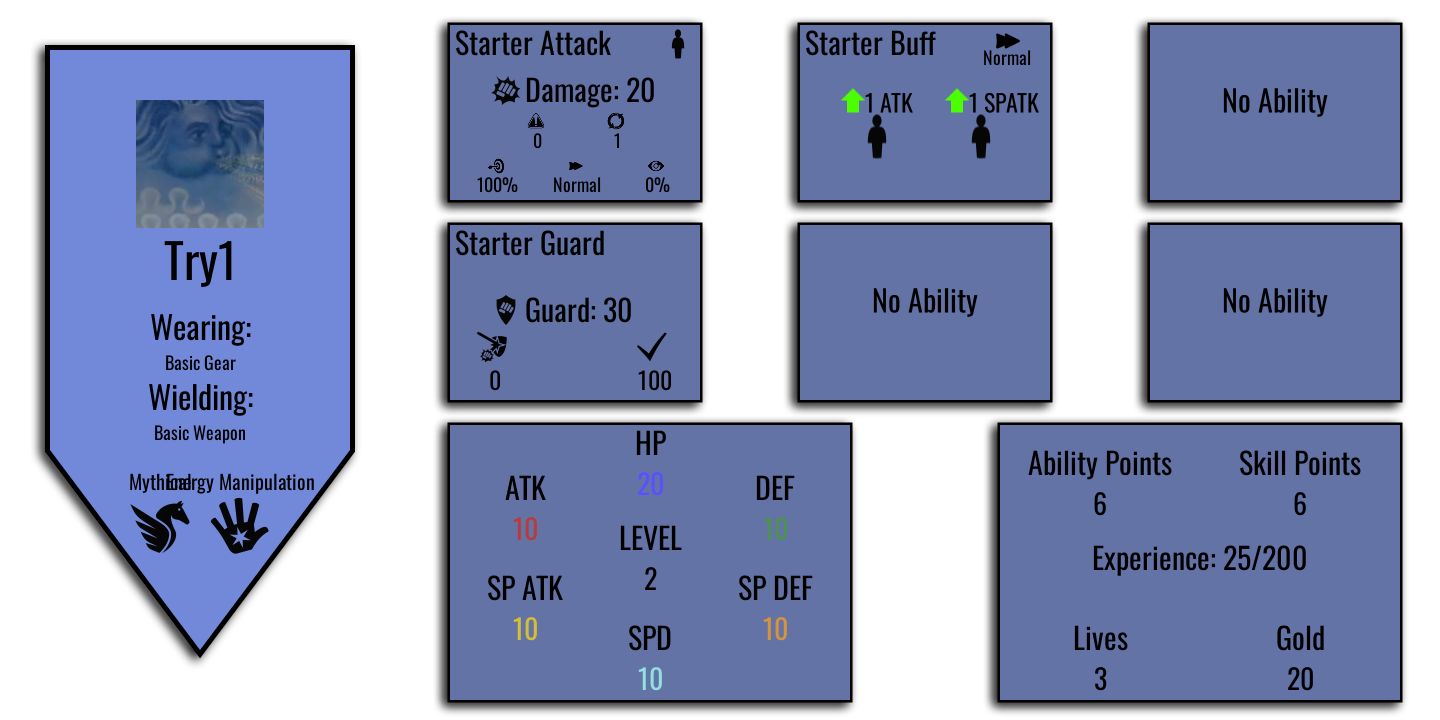 Try1
Wearing:
Basic Gear
Wielding:
Basic Weapon
Mythical
Energy Manipulation
Starter Attack
Damage: 20
0 1
100% Normal 0%
Starter Buff
Normal
1 ATK 1 SPATK
No Ability
Starter Guard
Guard: 30
0 100
No Ability
No Ability
HP
20
ATK
10
DEF
10
LEVEL
2
SP ATK
10
SP DEF
10
SPD
10
Ability Points
6
Skill Points
6
Experience: 25/200
Lives
3
Gold
20